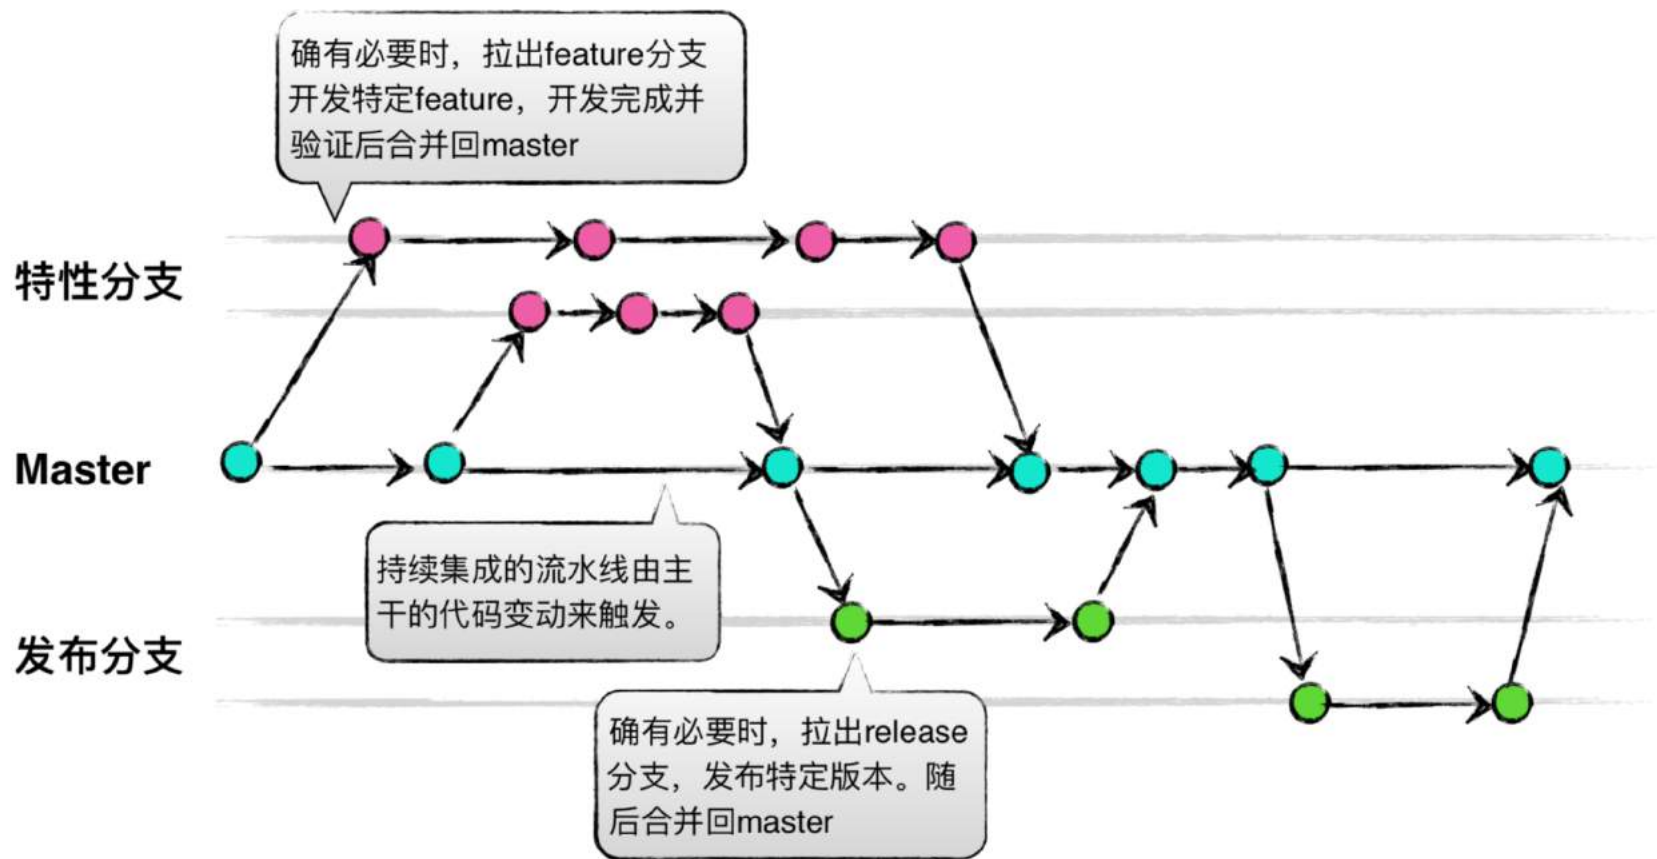 确有必要时，拉出feature分支
开发特定feature，开发完成并
验证后合并回master
特性分支
Master
持续集成的流水线由主
干的代码变动来触发。
发布分支
确有必要时，拉出release
分支，发布特定版本。随
后合并回master